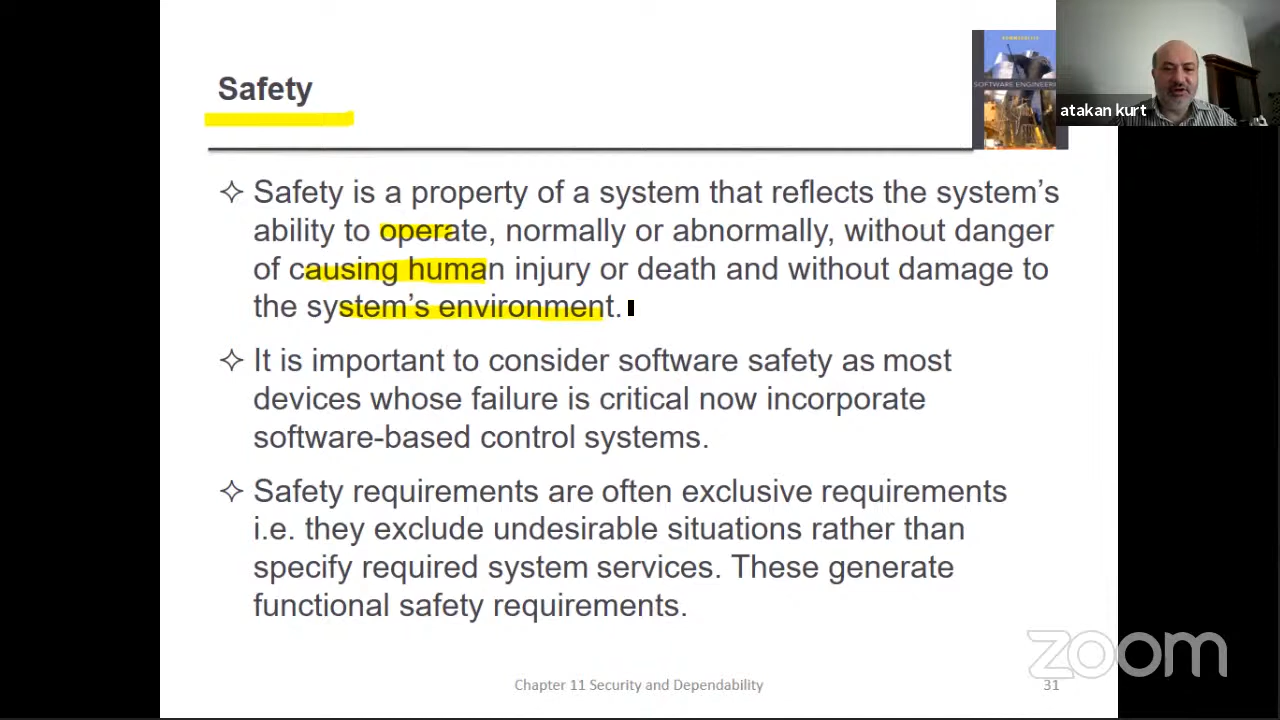 Safety
SOFTWARE ENGINEERI
atakan kurt
✧ Safety is a property of a system that reflects the system’s
ability to operate, normally or abnormally, without danger
of causing human injury or death and without damage to
the system’s environment.
✧ It is important to consider software safety as most
devices whose failure is critical now incorporate
software-based control systems.
✧ Safety requirements are often exclusive requirements
i.e. they exclude undesirable situations rather than
specify required system services. These generate
functional safety requirements.
zoom
Chapter 11 Security and Dependability
31